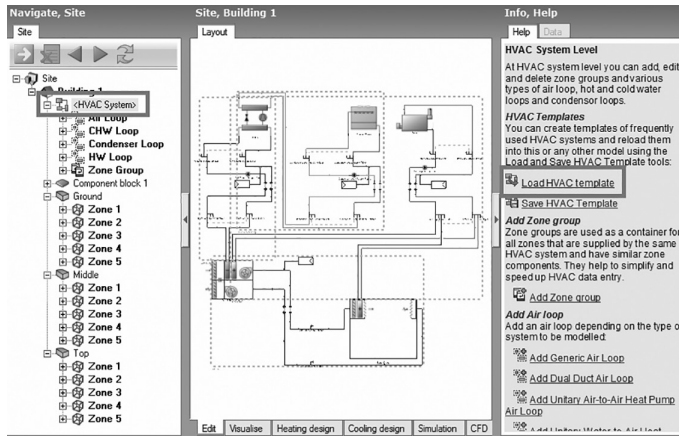 Navigate, Site
Site
Site
Building 1
<HVAC System>
Air Loop
CHW Loop
Condenser Loop
HW Loop
Zone Group
Component block 1
Ground
Zone 1
Zone 2
Zone 3
Zone 4
Zone 5
Middle
Zone 1
Zone 2
Zone 3
Zone 4
Zone 5
Top
Zone 1
Zone 2
Zone 3
Zone 4
Zone 5
Site, Building 1
Layout
Edit Visualise Heating design Cooling design Simulation CFD
Info, Help
Help Data
HVAC System Level
At HVAC system level you can add, edit
and delete zone groups and various
types of air loop, hot and cold water
loops and condensor loops.
HVAC Templates
You can create templates of frequently
used HVAC systems and reload them
into this or any other model using the
Load and Save HVAC Template tools:
Load HVAC template
Save HVAC Template
Add Zone group
Zone groups are used as a container for
all zones that are supplied by the same
HVAC system and have similar zone
components. They help to simplify and
speed up HVAC data entry.
Add Zone group
Add Air loop
Add an air loop depending on the type o
system to be modelled:
Add Generic Air Loop
Add Dual Duct Air Loop
Add Unitary Air-to-Air Heat Pump
Air Loop
Add Unitary Water to Air Heat